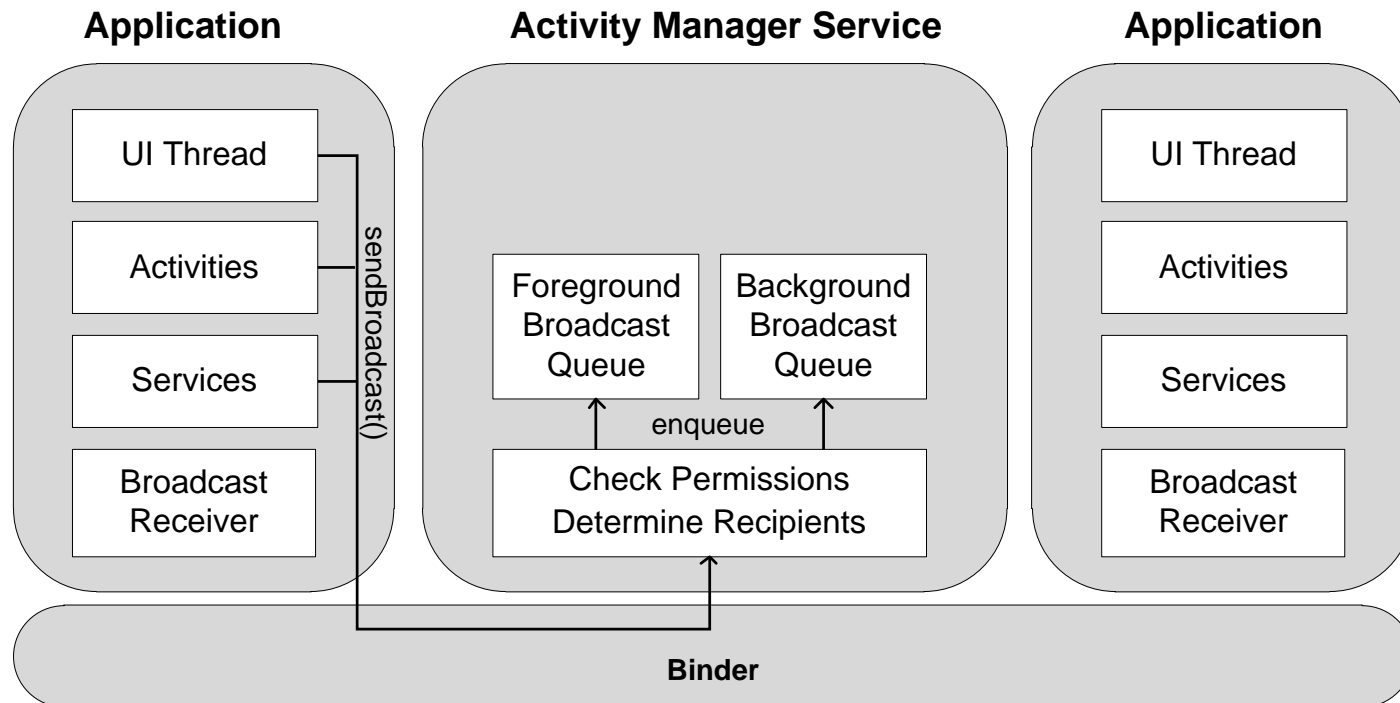 Application
Activity Manager Service
Application
UI Thread
Activities
Services
Broadcast
Receiver
sendBroadcast()
Foreground
Broadcast
Queue
Background
Broadcast
Queue
enqueue
Check Permissions
Determine Recipients
UI Thread
Activities
Services
Broadcast
Receiver
Binder